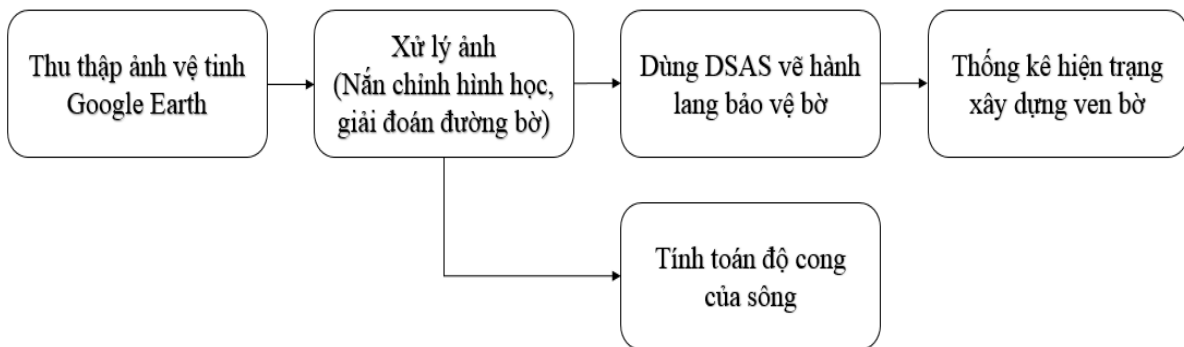 Thu thập ảnh vệ tinh
Google Earth
Xử lý ảnh
(Nắn chỉnh hình học,
giải đoán đường bờ)
Dùng DSAS vẽ hành
lang bảo vệ bờ
Thống kê hiện trạng
xây dựng ven bờ
Tính toán độ cong
của sông